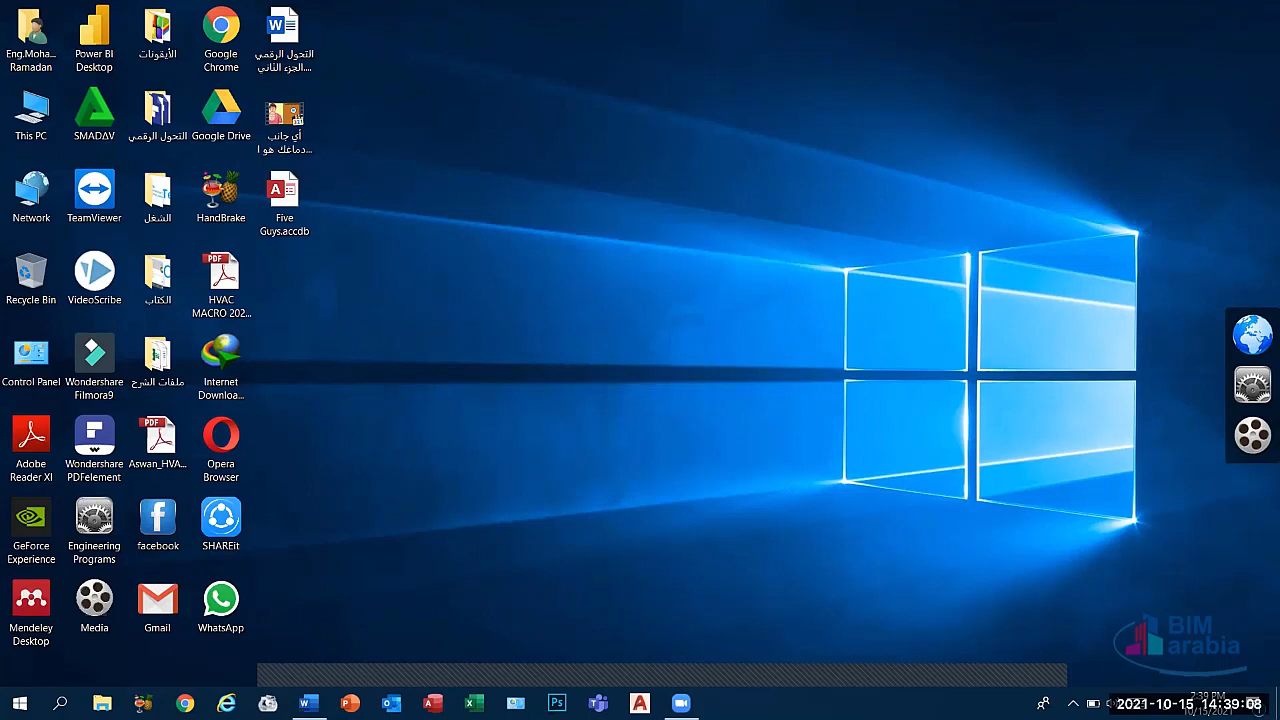 Eng.Moha...
Ramadan
Power BI
Desktop
الأيقونات
Google
Chrome
التحول الرقمي
الجزء الثاني....
This PC
SMADAV
التحول الرقمي
Google Drive
أي جانب
دماغك هو ا...
Network
TeamViewer
الشغل
HandBrake
Five
Guys.accdb
Recycle Bin
VideoScribe
الكتاب
HVAC
MACRO 202...
Control Panel
Wondershare
Filmora9
ملفات الشرح
Internet
Downloa...
Adobe
Reader XI
Wondershare
PDFelement
Aswan_HVA...
Opera
Browser
GeForce
Experience
Engineering
Programs
facebook
SHAREit
Mendeley
Desktop
Media
Gmail
WhatsApp
BIM
arabia
7:39 PM
2021-10-15 14:39:08